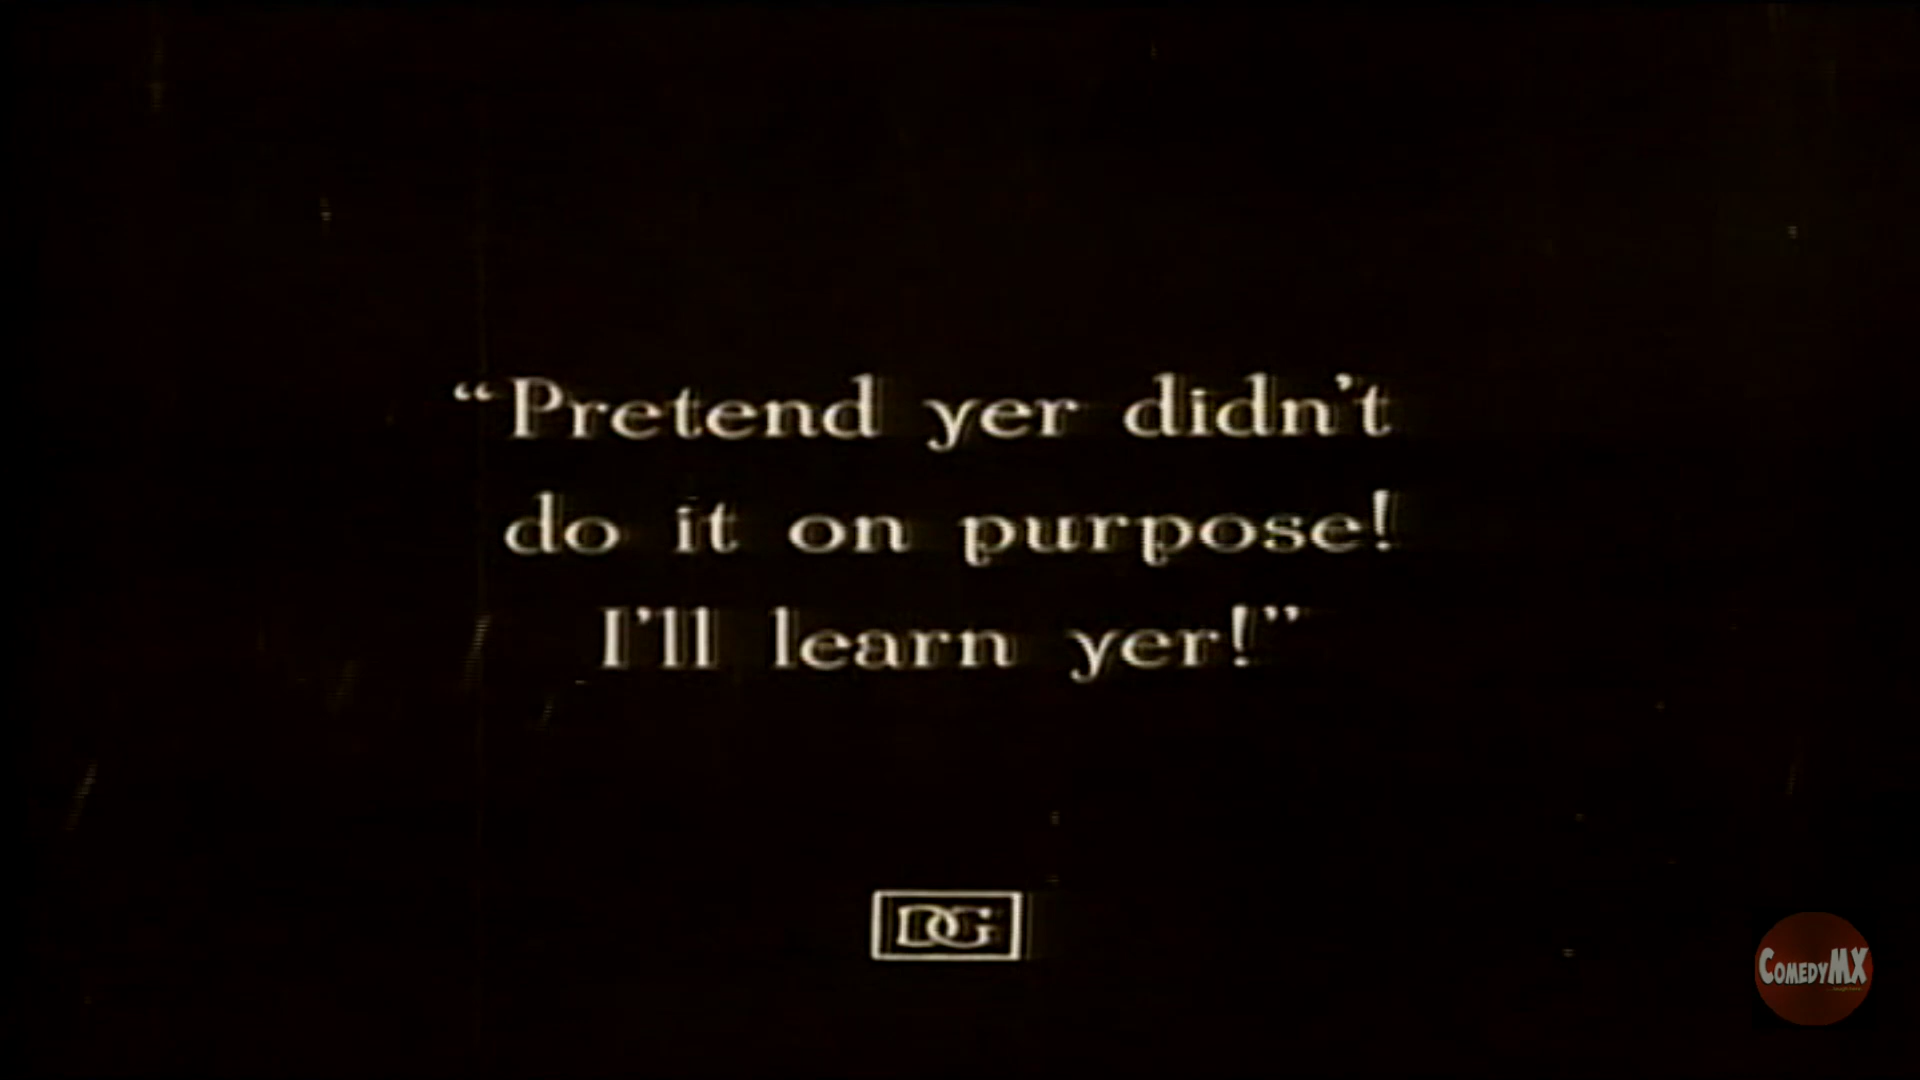 “Pretend yer didn't
do it on purpose!
I'll learn yer!”
DG
COMEDYMX